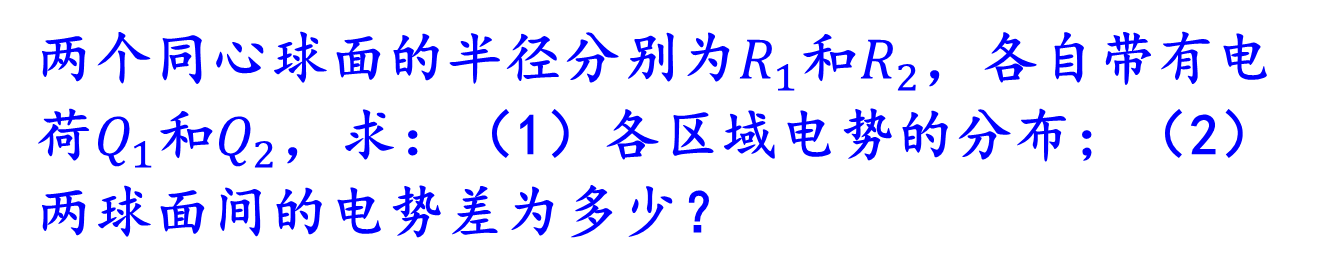 两个同心球面的半径分别为R₁和R₂，各自带有电
荷Q₁和Q₂，求：（1）各区域电势的分布；（2）
两球面间的电势差为多少？